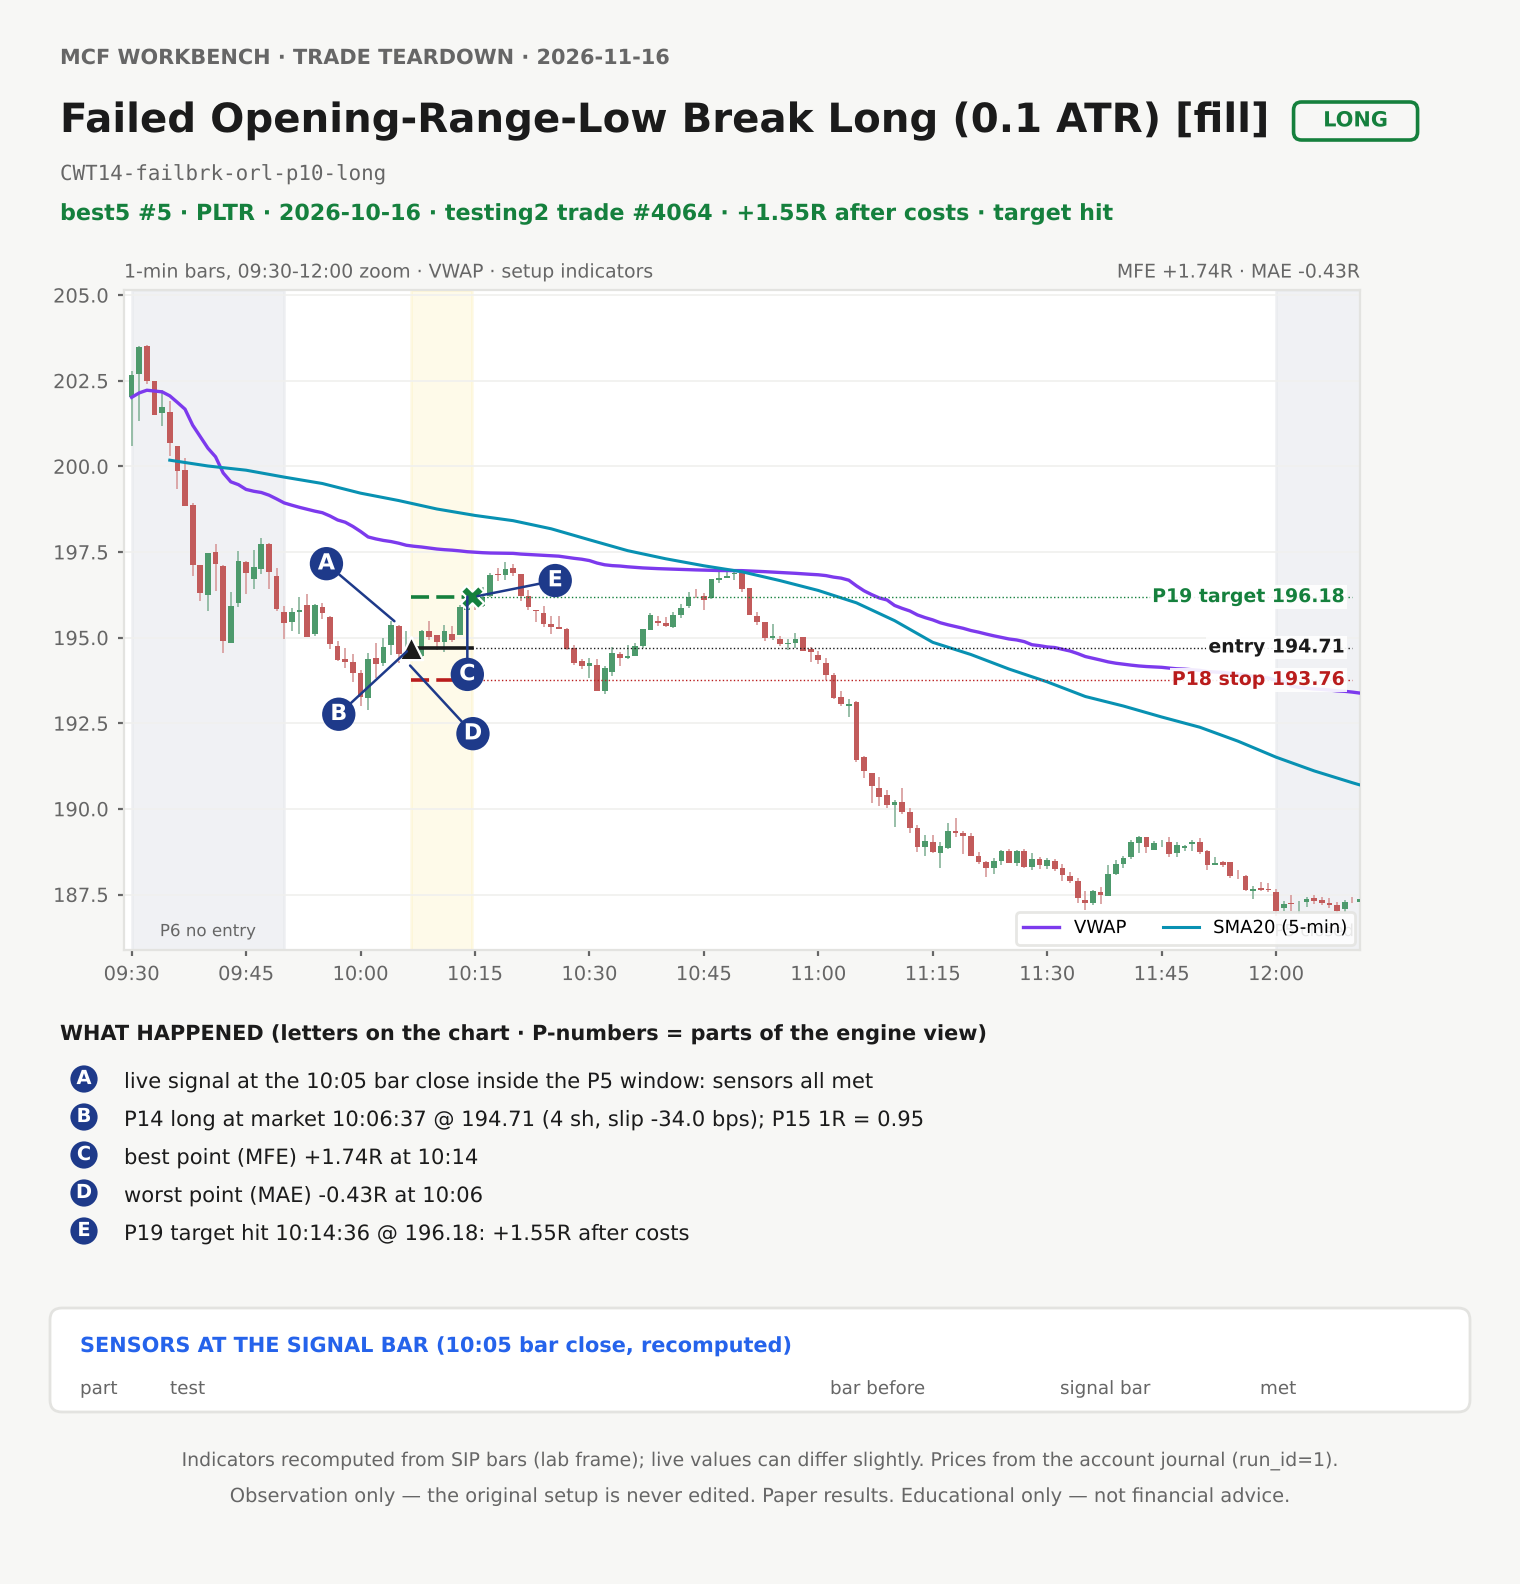 MCF WORKBENCH · TRADE TEARDOWN · 2026-11-16
Failed Opening-Range-Low Break Long (0.1 ATR) [fill]
LONG
CWT14-failbrk-orl-p10-long
best5 #5 · PLTR · 2026-10-16 · testing2 trade #4064 · +1.55R after costs · target hit
1-min bars, 09:30-12:00 zoom · VWAP · setup indicators
MFE +1.74R · MAE -0.43R
205.0
202.5
200.0
197.5
195.0
192.5
190.0
187.5
A
B
C
D
E
P19 target 196.18
entry 194.71
P18 stop 193.76
P6 no entry
VWAP
SMA20 (5-min)
09:30
09:45
10:00
10:15
10:30
10:45
11:00
11:15
11:30
11:45
12:00
WHAT HAPPENED (letters on the chart · P-numbers = parts of the engine view)
A live signal at the 10:05 bar close inside the P5 window: sensors all met
B P14 long at market 10:06:37 @ 194.71 (4 sh, slip -34.0 bps); P15 1R = 0.95
C best point (MFE) +1.74R at 10:14
D worst point (MAE) -0.43R at 10:06
E P19 target hit 10:14:36 @ 196.18: +1.55R after costs
SENSORS AT THE SIGNAL BAR (10:05 bar close, recomputed)
part test bar before signal bar met
Indicators recomputed from SIP bars (lab frame); live values can differ slightly. Prices from the account journal (run_id=1).
Observation only — the original setup is never edited. Paper results. Educational only — not financial advice.